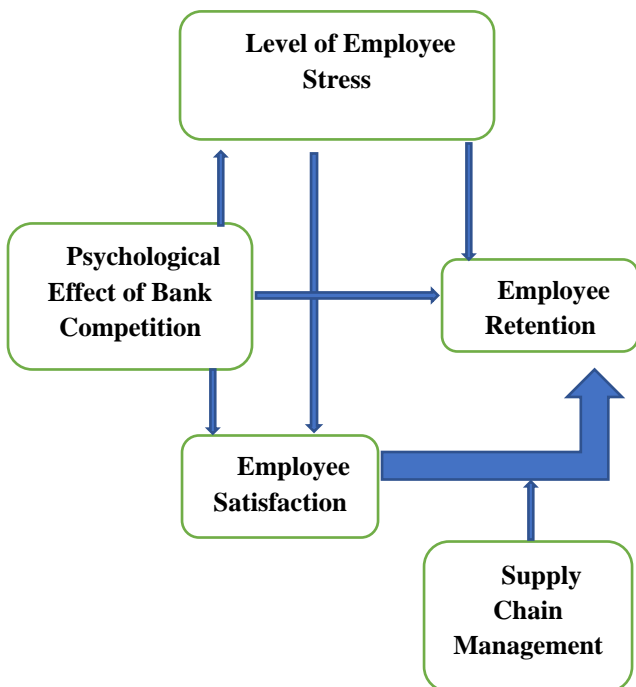 Level of Employee
Stress
Psychological
Effect of Bank
Competition
Employee
Retention
Employee
Satisfaction
Supply
Chain
Management